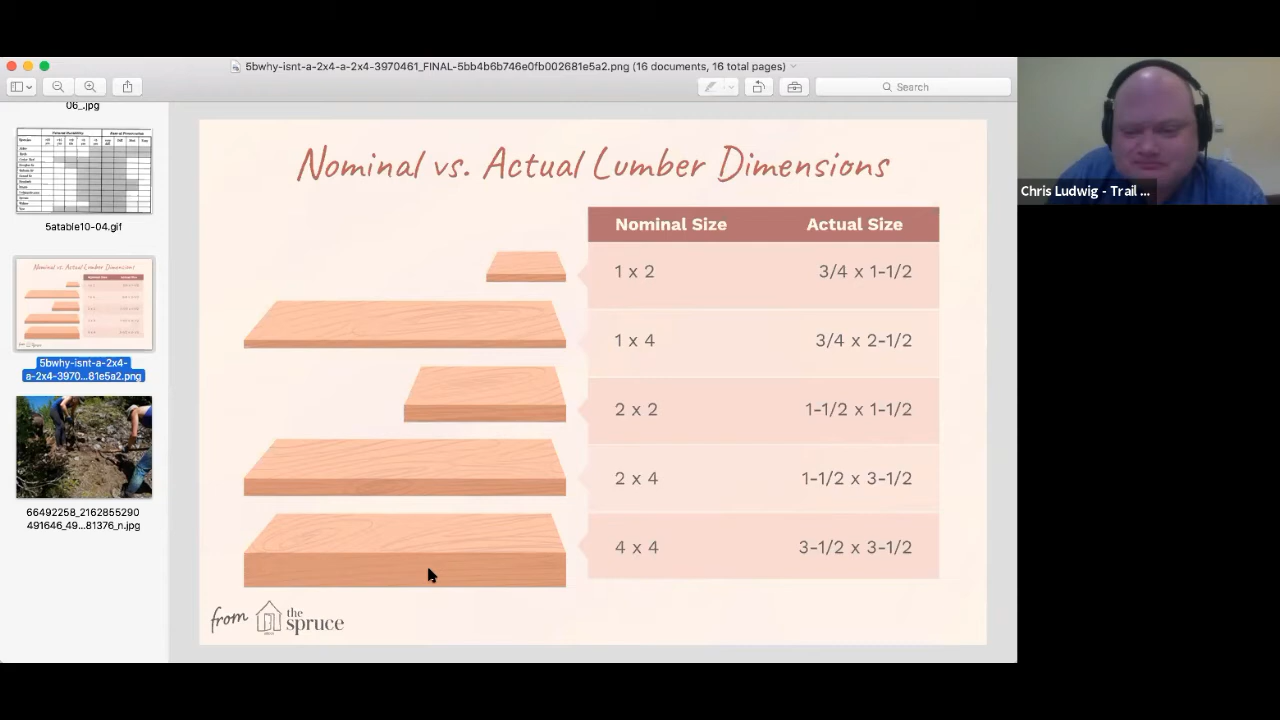 5bwhy-isnt-a-2x4-a-2x4-3970461_FINAL-5bb4b6b746e0fb002681e5a2.png (16 documents, 16 total pages)
Search
06_.jpg
5atable10-04.gif
5bwhy-isnt-a-2x4-
a-2x4-3970...81e5a2.png
66492258_2162855290
491646_49...81376_n.jpg
Nominal vs. Actual Lumber Dimensions
Nominal Size Actual Size
1 x 2 3/4 x 1-1/2
1 x 4 3/4 x 2-1/2
2 x 2 1-1/2 x 1-1/2
2 x 4 1-1/2 x 3-1/2
4 x 4 3-1/2 x 3-1/2
from the spruce
Chris Ludwig - Trail ...